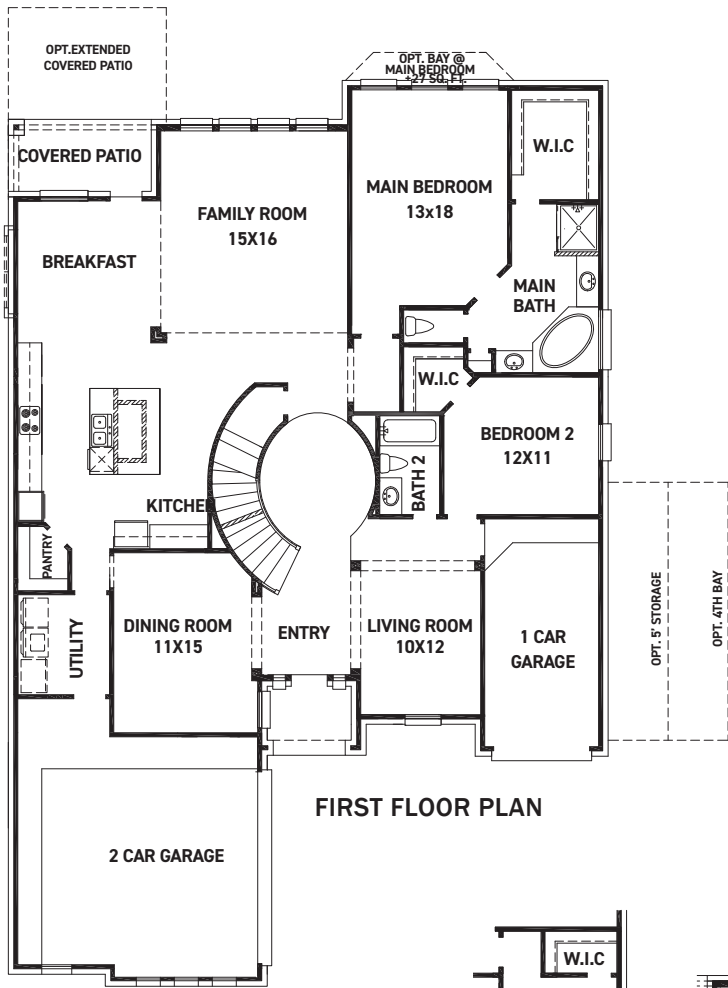 OPT.EXTENDED
COVERED PATIO
OPT. BAY @
MAIN BEDROOM
+27 SQ. FT.
COVERED PATIO
W.I.C
MAIN BEDROOM
13x18
FAMILY ROOM
15X16
BREAKFAST
MAIN
BATH
W.I.C
BEDROOM 2
12X11
BATH 2
KITCHEN
PANTRY
UTILITY
DINING ROOM
11X15
ENTRY
LIVING ROOM
10X12
1 CAR
GARAGE
OPT. 5' STORAGE
OPT. 4TH BAY
FIRST FLOOR PLAN
2 CAR GARAGE
W.I.C